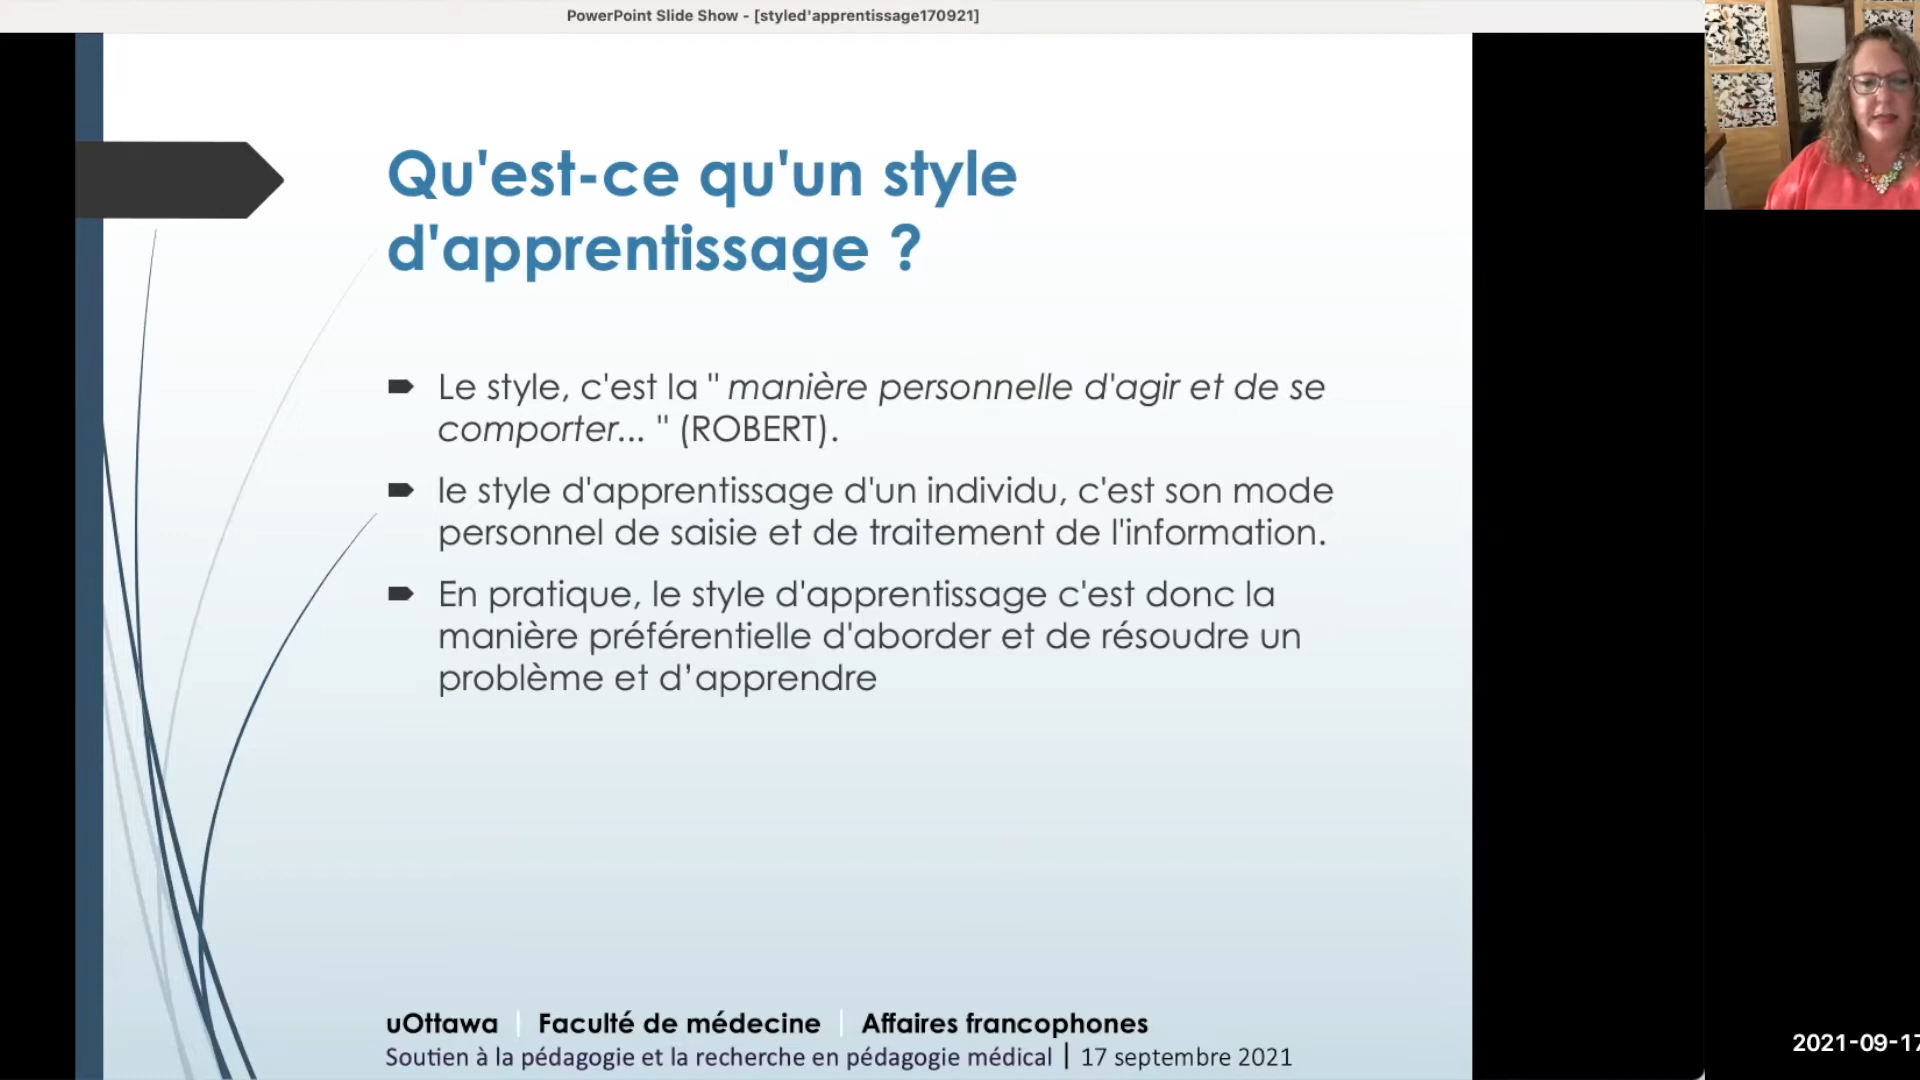 PowerPoint Slide Show - [styled'apprentissage170921]
Qu'est-ce qu'un style
d'apprentissage ?
Le style, c'est la " manière personnelle d'agir et de se
comporter... " (ROBERT).
le style d'apprentissage d'un individu, c'est son mode
personnel de saisie et de traitement de l'information.
En pratique, le style d'apprentissage c'est donc la
manière préférentielle d'aborder et de résoudre un
problème et d’apprendre
uOttawa | Faculté de médecine | Affaires francophones
Soutien à la pédagogie et la recherche en pédagogie médical | 17 septembre 2021
2021-09-17